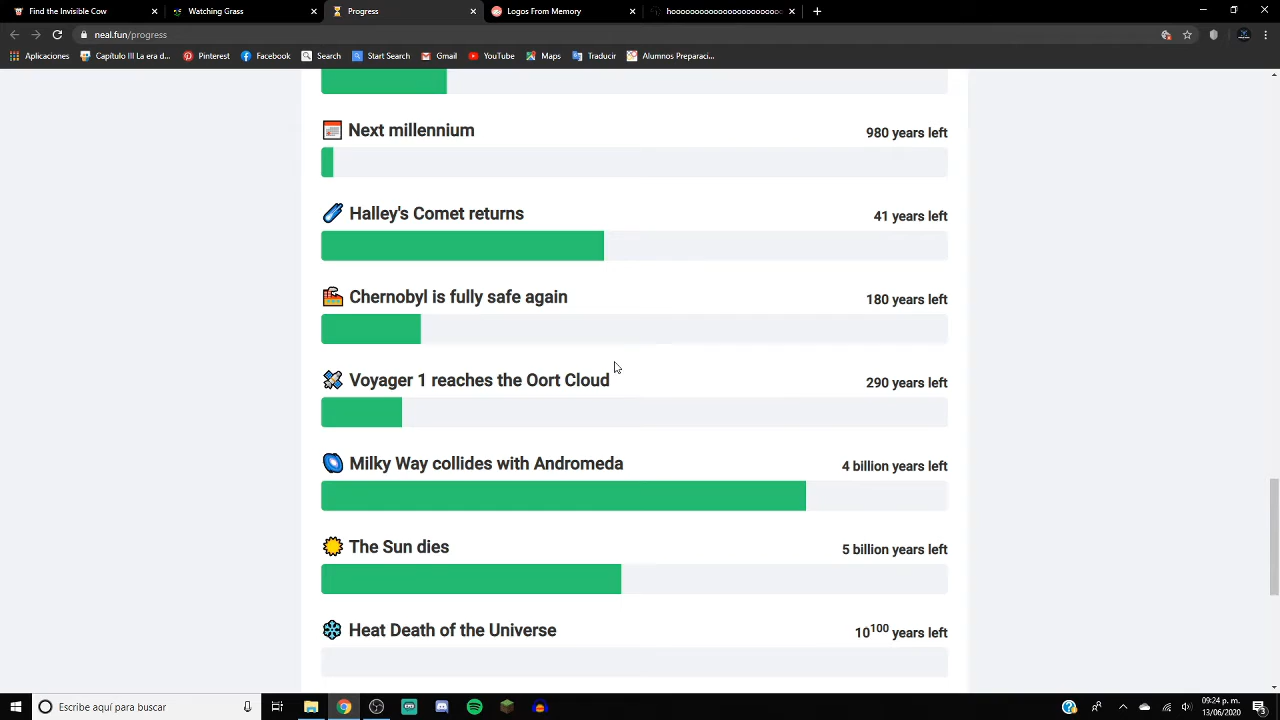 Find the Invisible Cow
Watching Grass
Progress
Logos From Memory
hooooooooooooooooooooooo
neal.fun/progress
Aplicaciones
Capítulo III La era d...
Pinterest
Facebook
Search
Start Search
Gmail
YouTube
Maps
Traducir
Alumnos Preparaci...
Next millennium
980 years left
Halley's Comet returns
41 years left
Chernobyl is fully safe again
180 years left
Voyager 1 reaches the Oort Cloud
290 years left
Milky Way collides with Andromeda
4 billion years left
The Sun dies
5 billion years left
Heat Death of the Universe
10^100 years left
Escribe aquí para buscar
09:24 p. m.
13/06/2020